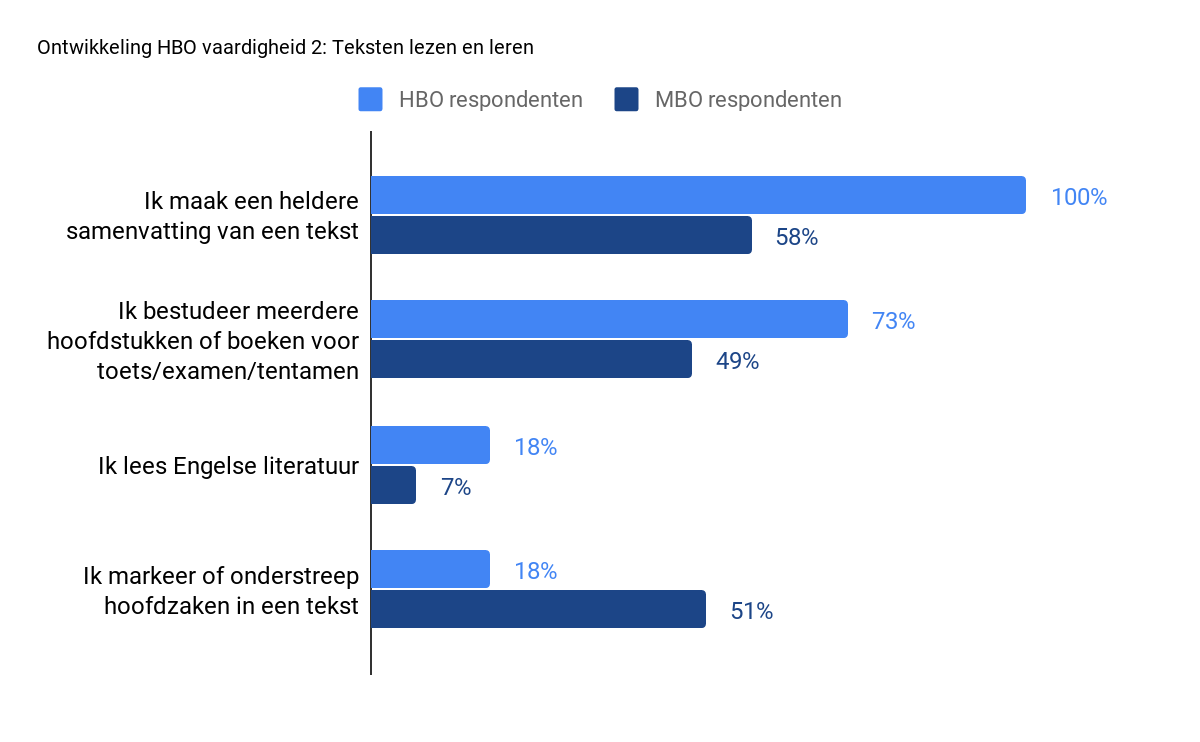 Ontwikkeling HBO vaardigheid 2: Teksten lezen en leren
HBO respondenten
MBO respondenten
Ik maak een heldere
samenvatting van een tekst
100%
58%
Ik bestudeer meerdere
hoofdstukken of boeken voor
toets/examen/tentamen
73%
49%
Ik lees Engelse literatuur
18%
7%
Ik markeer of onderstreep
hoofdzaken in een tekst
18%
51%